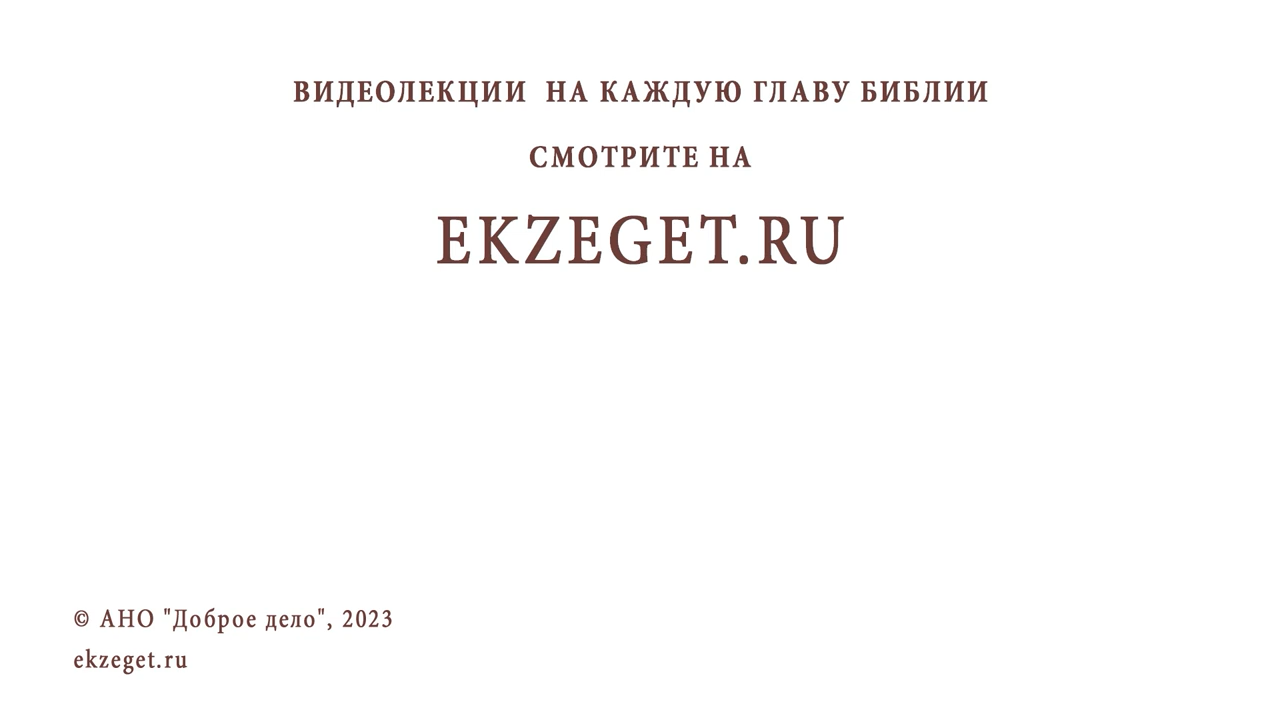 ВИДЕОЛЕКЦИИ НА КАЖДУЮ ГЛАВУ БИБЛИИ
СМОТРИТЕ НА
EKZEGET.RU
© АНО "Доброе дело", 2023
ekzeget.ru